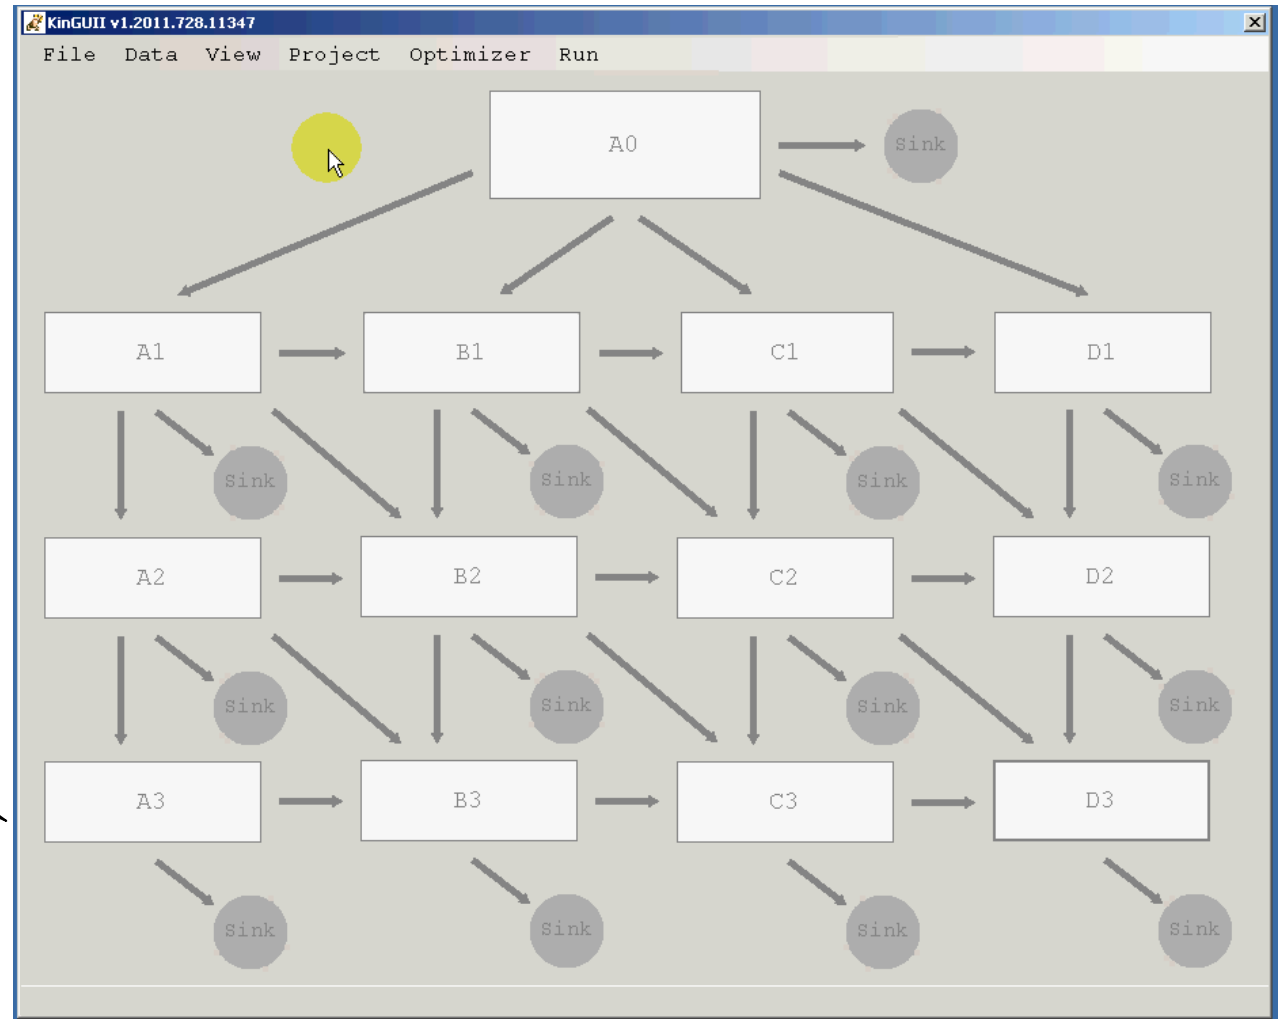 KinGUII v1.2011.728.11347
File Data View Project Optimizer Run
A0 Sink
A1 B1 C1 D1
Sink Sink Sink Sink
A2 B2 C2 D2
Sink Sink Sink Sink
A3 B3 C3 D3
Sink Sink Sink Sink